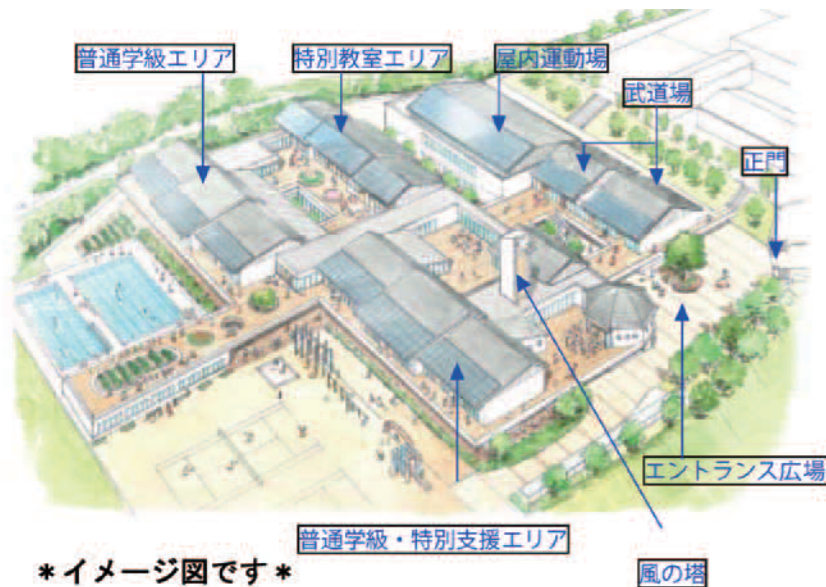 普通学級エリア
特別教室エリア
屋内運動場
武道場
正門
エントランス広場
普通学級・特別支援エリア
風の塔
＊イメージ図です＊